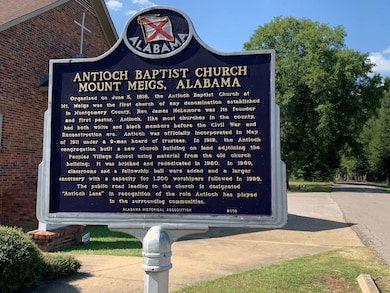 ALABAMA
ANTIOCH BAPTIST CHURCH
MOUNT MEIGS, ALABAMA
Organized on June 5, 1818, the Antioch Baptist Church at
Mt. Meigs was the first church of any denomination established
in Montgomery County. Rev. James McLemore was its founder
and first pastor. Antioch, like most churches in the county,
had both white and black members before the Civil War and
Reconstruction era. Antioch was officially incorporated in May
of 1911 under a 9-man board of trustees. In 1919, the Antioch
congregation built a new church building on land adjoining the
Peoples Village School using material from the old church
building. It was bricked and rededicated in 1960. In 1989,
classrooms and a fellowship hall were added and a larger
sanctuary with a capacity for 1,500 worshipers followed in 1999.
The public road leading to the church is designated
"Antioch Lane" in recognition of the role Antioch has played
in the surrounding communities.
ALABAMA HISTORICAL ASSOCIATION